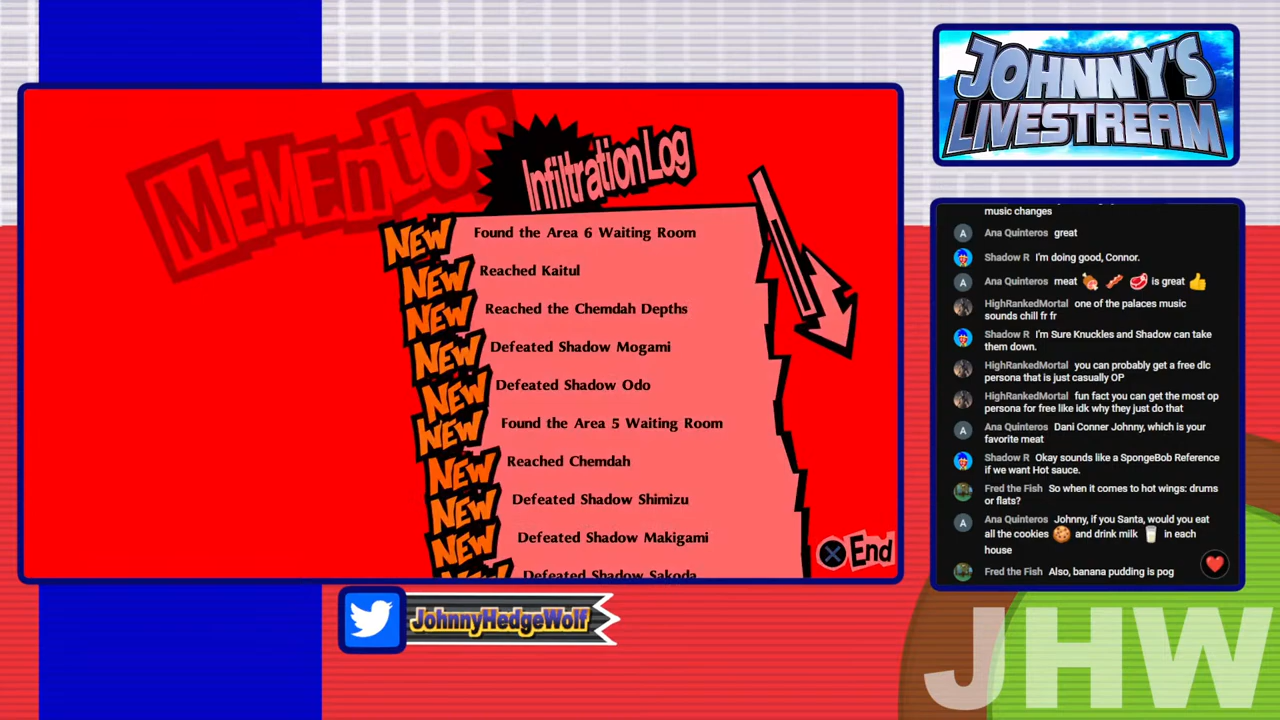 MEMEntOS
Infiltration Log
NEW Found the Area 6 Waiting Room
NEW Reached Kaitul
NEW Reached the Chemdah Depths
NEW Defeated Shadow Mogami
NEW Defeated Shadow Odo
NEW Found the Area 5 Waiting Room
NEW Reached Chemdah
NEW Defeated Shadow Shimizu
NEW Defeated Shadow Makigami
NEW Defeated Shadow Sakoda
End
JohnnyHedgeWolf
JOHNNY'S
LIVESTREAM
music changes
A Ana Quinteros great
Shadow R I'm doing good, Connor.
A Ana Quinteros meat 🍖 🥓 🥩 is great 👍
HighRankedMortal one of the palaces music
sounds chill fr fr
Shadow R I'm Sure Knuckles and Shadow can take
them down.
HighRankedMortal you can probably get a free dlc
persona that is just casually OP
HighRankedMortal fun fact you can get the most op
persona for free like idk why they just do that
A Ana Quinteros Dani Conner Johnny, which is your
favorite meat
Shadow R Okay sounds like a SpongeBob Reference
if we want Hot sauce.
Fred the Fish So when it comes to hot wings: drums
or flats?
A Ana Quinteros Johnny, if you Santa, would you eat
all the cookies 🍪 and drink milk 🥛 in each
house
Fred the Fish Also, banana pudding is pog
JHW